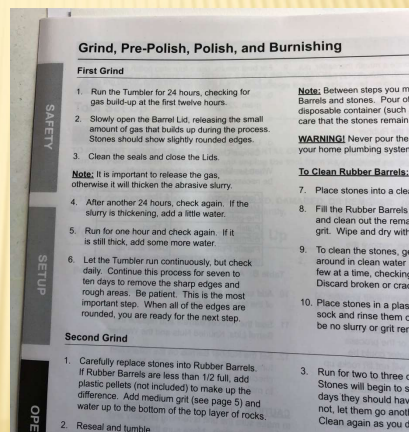 Grind, Pre-Polish, Polish, and Burnishing
First Grind
1. Run the Tumbler for 24 hours, checking for
gas build-up at the first twelve hours.
2. Slowly open the Barrel Lid, releasing the small
amount of gas that builds up during the process.
Stones should show slightly rounded edges.
3. Clean the seals and close the Lids.
Note: It is important to release the gas,
otherwise it will thicken the abrasive slurry.
4. After another 24 hours, check again. If the
slurry is thickening, add a little water.
5. Run for one hour and check again. If it
is still thick, add some more water.
6. Let the Tumbler run continuously, but check
daily. Continue this process for seven to
ten days to remove the sharp edges and
rough areas. Be patient. This is the most
important step. When all of the edges are
rounded, you are ready for the next step.
Second Grind
1. Carefully replace stones into Rubber Barrels.
If Rubber Barrels are less than 1/2 full, add
plastic pellets (not included) to make up the
difference. Add medium grit (see page 5) and
water up to the bottom of the top layer of rocks.
2. Reseal and tumble
Note: Between steps you m
Barrels and stones. Pour of
disposable container (such
care that the stones remain
WARNING! Never pour the
your home plumbing system
To Clean Rubber Barrels:
7. Place stones into a clea
8. Fill the Rubber Barrels
and clean out the rema
grit. Wipe and dry with
9. To clean the stones, ge
around in clean water
few at a time, checking
Discard broken or crac
10. Place stones in a plas
sock and rinse them o
be no slurry or grit rem
3. Run for two to three d
Stones will begin to s
days they should hav
not, let them go anoth
Clean again as you d
SAFETY
SETUP
OPE